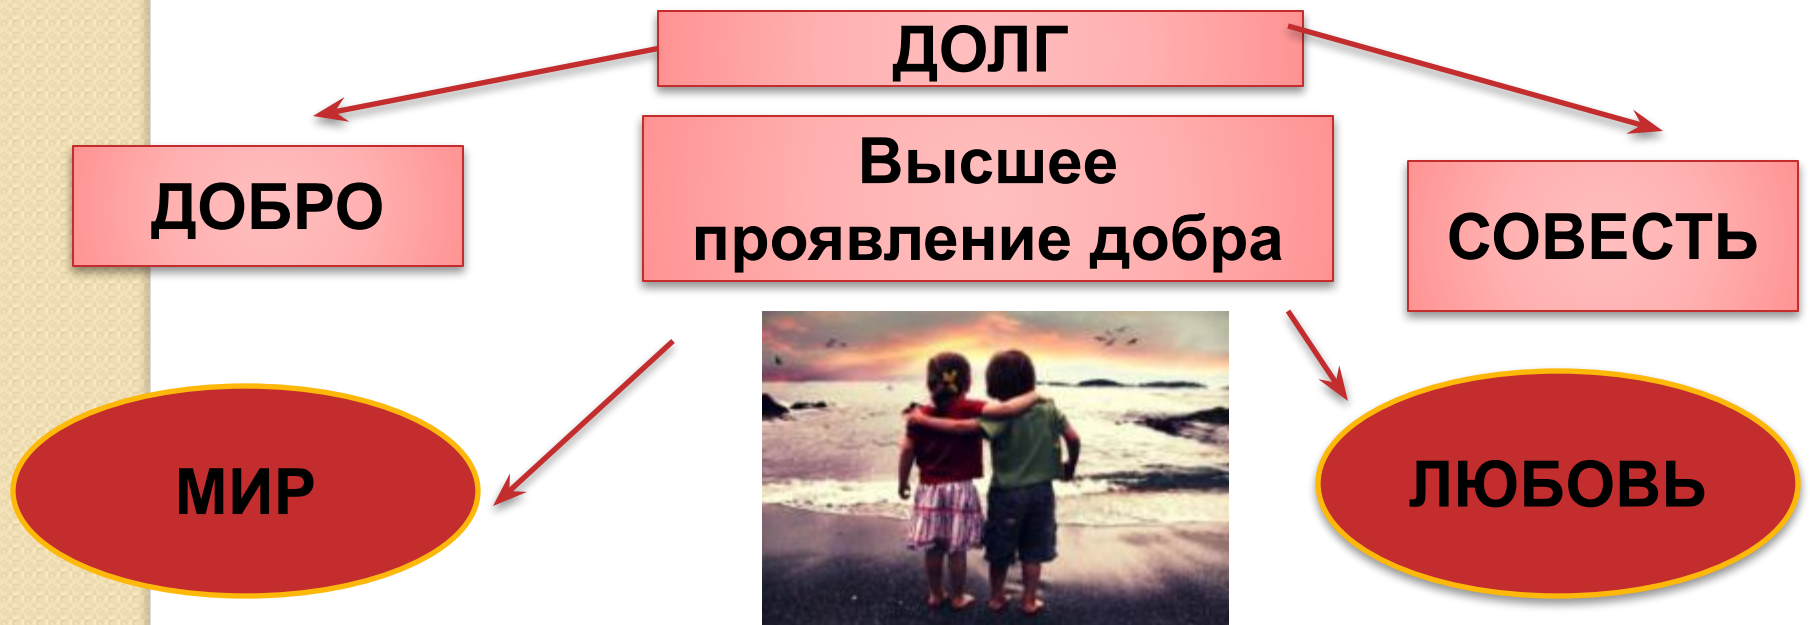 ДОЛГ
Высшее
проявление добра
ДОБРО
СОВЕСТЬ
МИР
ЛЮБОВЬ